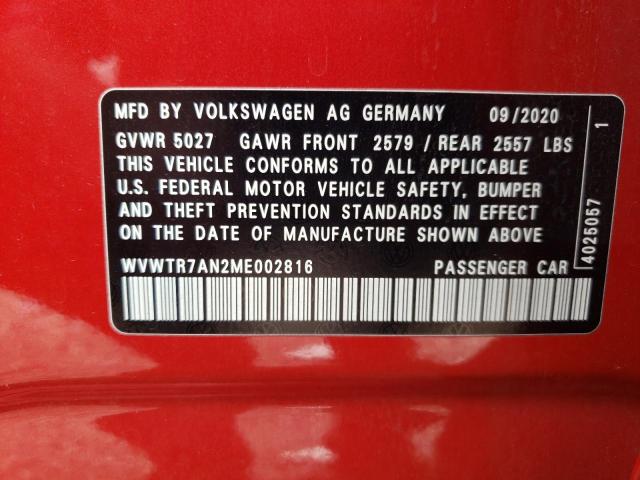 MFD BY VOLKSWAGEN AG GERMANY 09/2020
GVWR 5027 GAWR FRONT 2579 / REAR 2557 LBS
THIS VEHICLE CONFORMS TO ALL APPLICABLE
U.S. FEDERAL MOTOR VEHICLE SAFETY, BUMPER
AND THEFT PREVENTION STANDARDS IN EFFECT
ON THE DATE OF MANUFACTURE SHOWN ABOVE
WVWTR7AN2ME002816 PASSENGER CAR
4025057 1